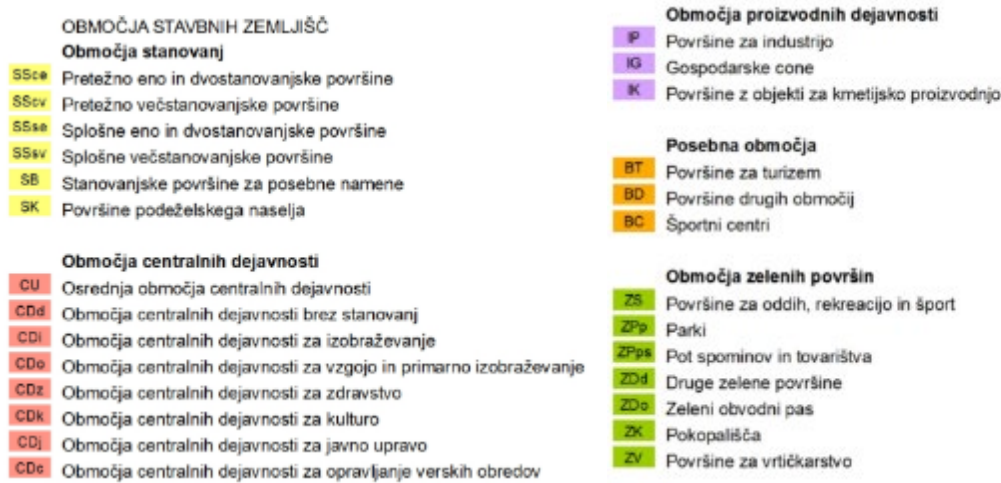 OBMOČJA STAVBNIH ZEMLJIŠČ
Območja stanovanj
SSce Pretežno eno in dvostanovanjske površine
SScv Pretežno večstanovanjske površine
SSse Splošne eno in dvostanovanjske površine
SSsv Splošne večstanovanjske površine
SB Stanovanjske površine za posebne namene
SK Površine podeželskega naselja
Območja centralnih dejavnosti
CU Osrednja območja centralnih dejavnosti
CDd Območja centralnih dejavnosti brez stanovanj
CDi Območja centralnih dejavnosti za izobraževanje
CDo Območja centralnih dejavnosti za vzgojo in primarno izobraževanje
CDz Območja centralnih dejavnosti za zdravstvo
CDk Območja centralnih dejavnosti za kulturo
CDj Območja centralnih dejavnosti za javno upravo
CDc Območja centralnih dejavnosti za opravljanje verskih obredov
Območja proizvodnih dejavnosti
IP Površine za industrijo
IG Gospodarske cone
IK Površine z objekti za kmetijsko proizvodnjo
Posebna območja
BT Površine za turizem
BD Površine drugih območij
BC Športni centri
Območja zelenih površin
ZS Površine za oddih, rekreacijo in šport
ZPp Parki
ZPps Pot spominov in tovarištva
ZDd Druge zelene površine
ZDo Zeleni obvodni pas
ZK Pokopališča
ZV Površine za vrtičkarstvo